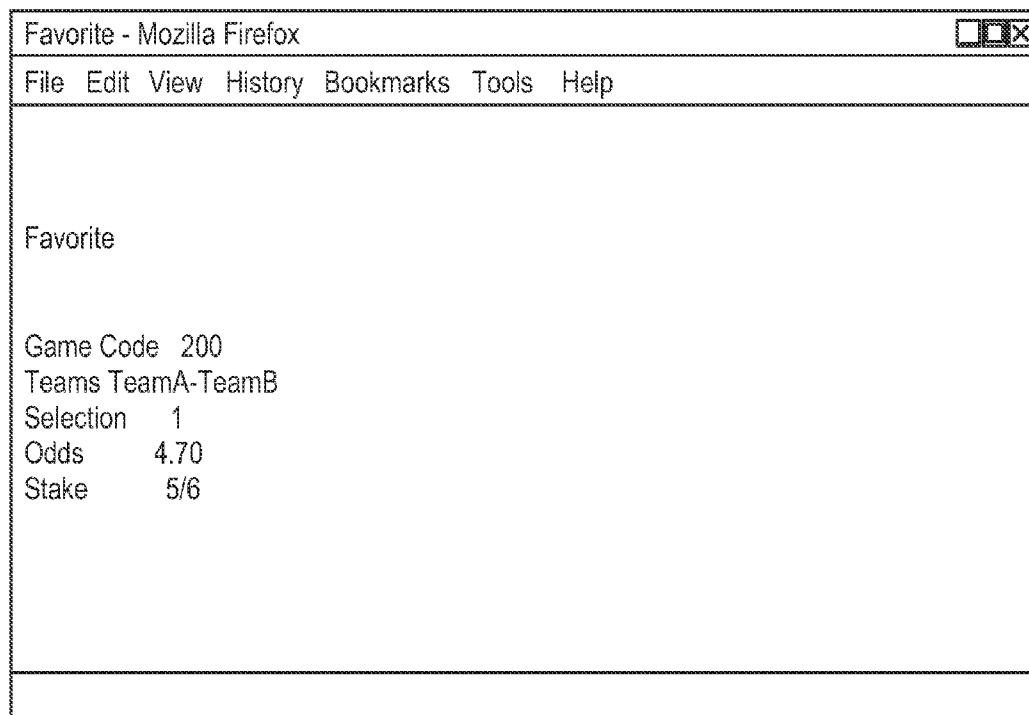 Favorite - Mozilla Firefox
File Edit View History Bookmarks Tools Help
Favorite
Game Code 200
Teams TeamA-TeamB
Selection 1
Odds 4.70
Stake 5/6